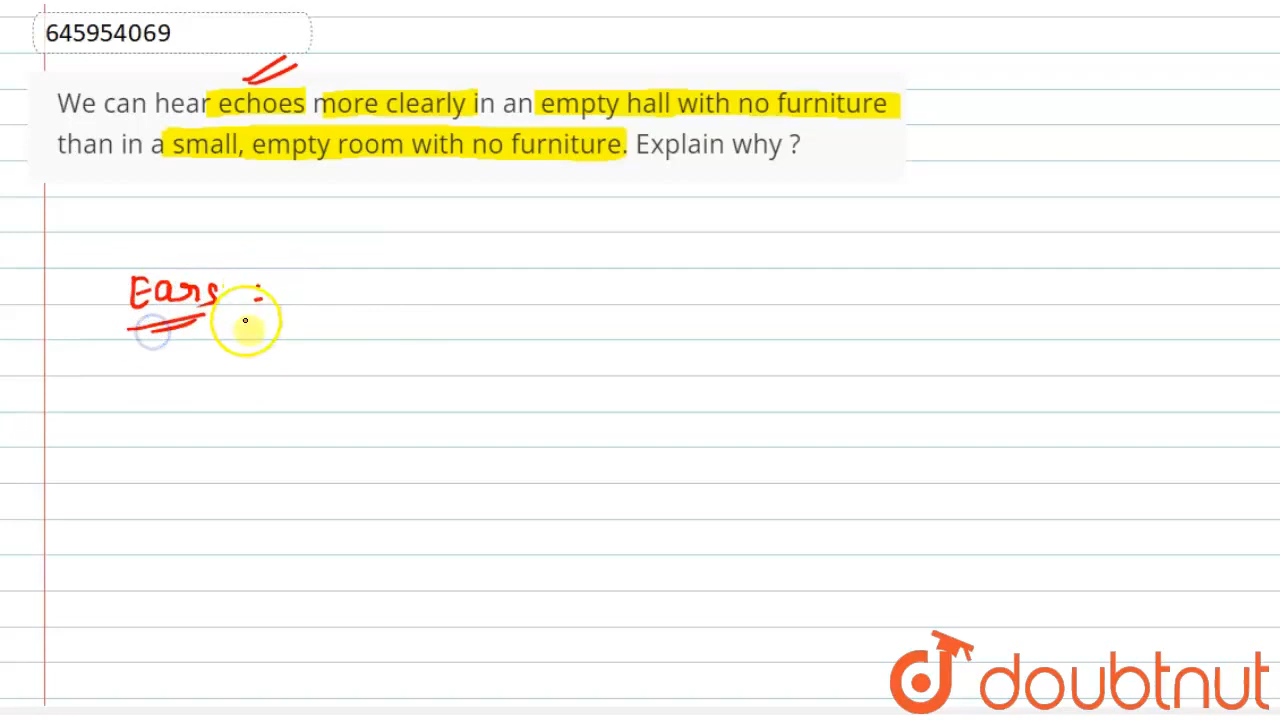 645954069
We can hear echoes more clearly in an empty hall with no furniture
than in a small, empty room with no furniture. Explain why ?
Ears :
doubtnut